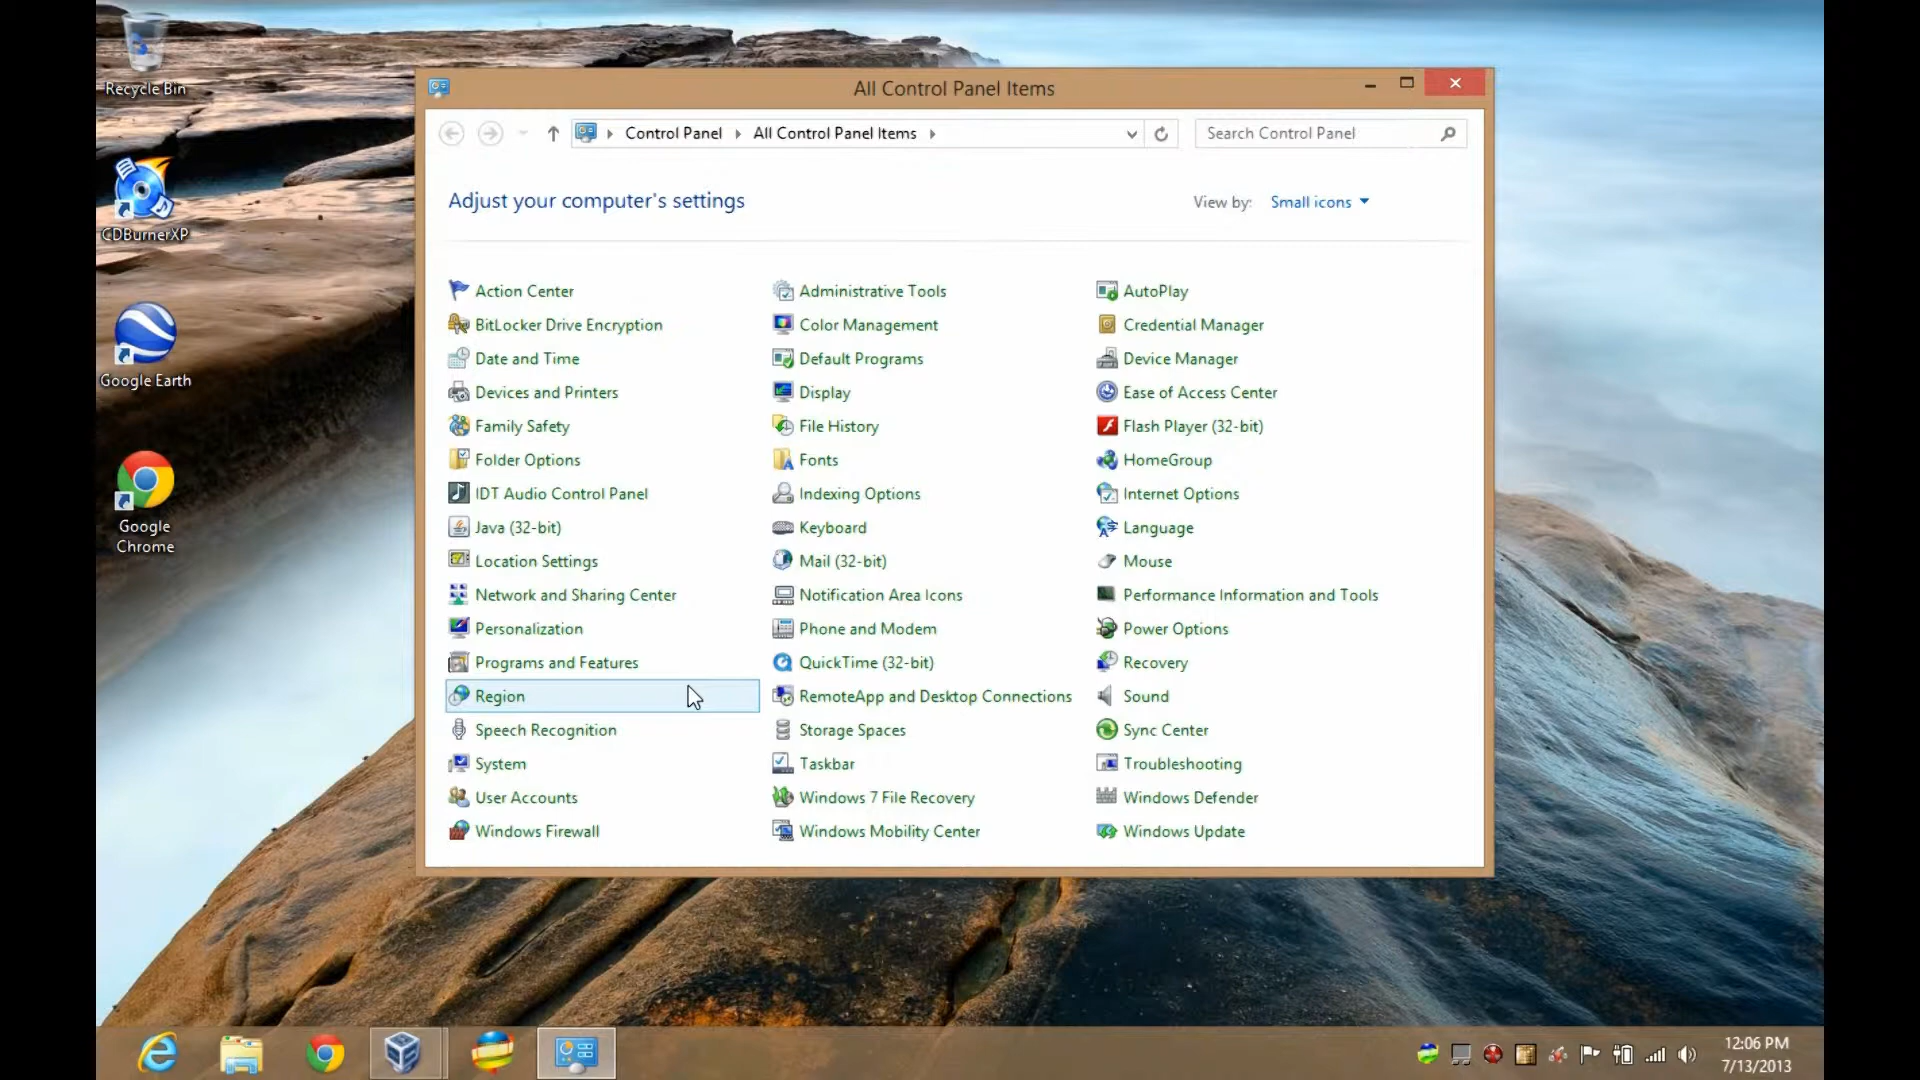 Recycle Bin
CDBurnerXP
Google Earth
Google
Chrome
All Control Panel Items
Control Panel
All Control Panel Items
Search Control Panel
Adjust your computer's settings
View by: Small icons
Action Center
Administrative Tools
AutoPlay
BitLocker Drive Encryption
Color Management
Credential Manager
Date and Time
Default Programs
Device Manager
Devices and Printers
Display
Ease of Access Center
Family Safety
File History
Flash Player (32-bit)
Folder Options
Fonts
HomeGroup
IDT Audio Control Panel
Indexing Options
Internet Options
Java (32-bit)
Keyboard
Language
Location Settings
Mail (32-bit)
Mouse
Network and Sharing Center
Notification Area Icons
Performance Information and Tools
Personalization
Phone and Modem
Power Options
Programs and Features
QuickTime (32-bit)
Recovery
Region
RemoteApp and Desktop Connections
Sound
Speech Recognition
Storage Spaces
Sync Center
System
Taskbar
Troubleshooting
User Accounts
Windows 7 File Recovery
Windows Defender
Windows Firewall
Windows Mobility Center
Windows Update
12:06 PM
7/13/2013